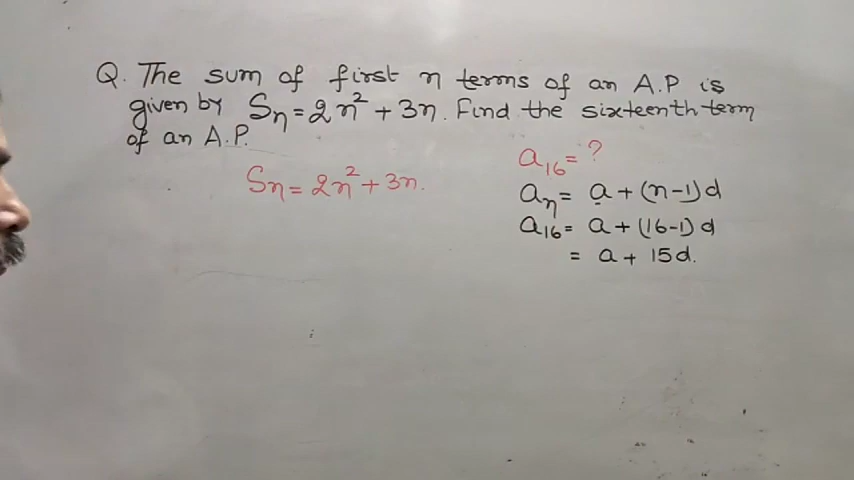 Q. The sum of first n terms of an A.P is
given by Sn = 2n² + 3n. Find the sixteenth term
of an A.P.
a₁₆ = ?
Sn = 2n² + 3n.
an = a + (n-1)d
a₁₆ = a + (16-1)d
= a + 15d.